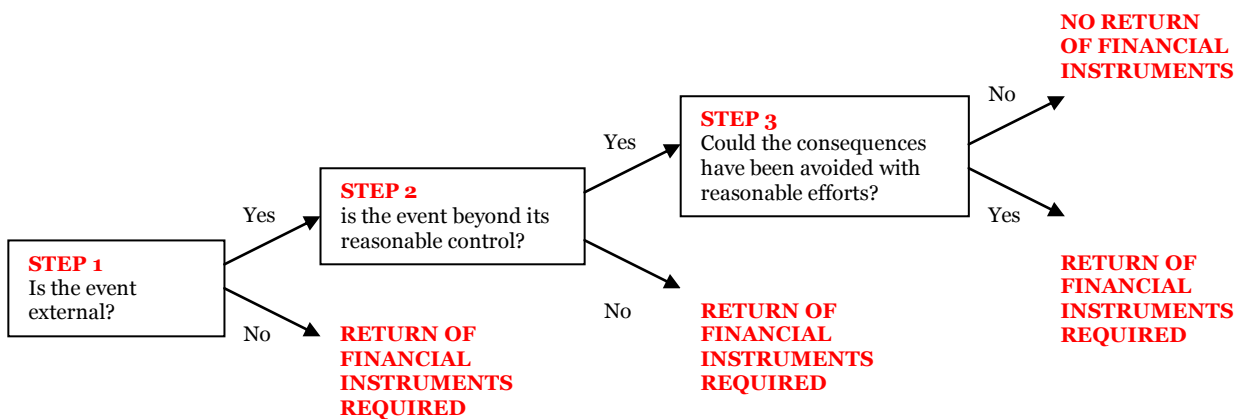 STEP 1
Is the event
external?
Yes
No
RETURN OF
FINANCIAL
INSTRUMENTS
REQUIRED
STEP 2
is the event beyond its
reasonable control?
Yes
No
RETURN OF
FINANCIAL
INSTRUMENTS
REQUIRED
STEP 3
Could the consequences
have been avoided with
reasonable efforts?
No
NO RETURN
OF FINANCIAL
INSTRUMENTS
Yes
RETURN OF
FINANCIAL
INSTRUMENTS
REQUIRED